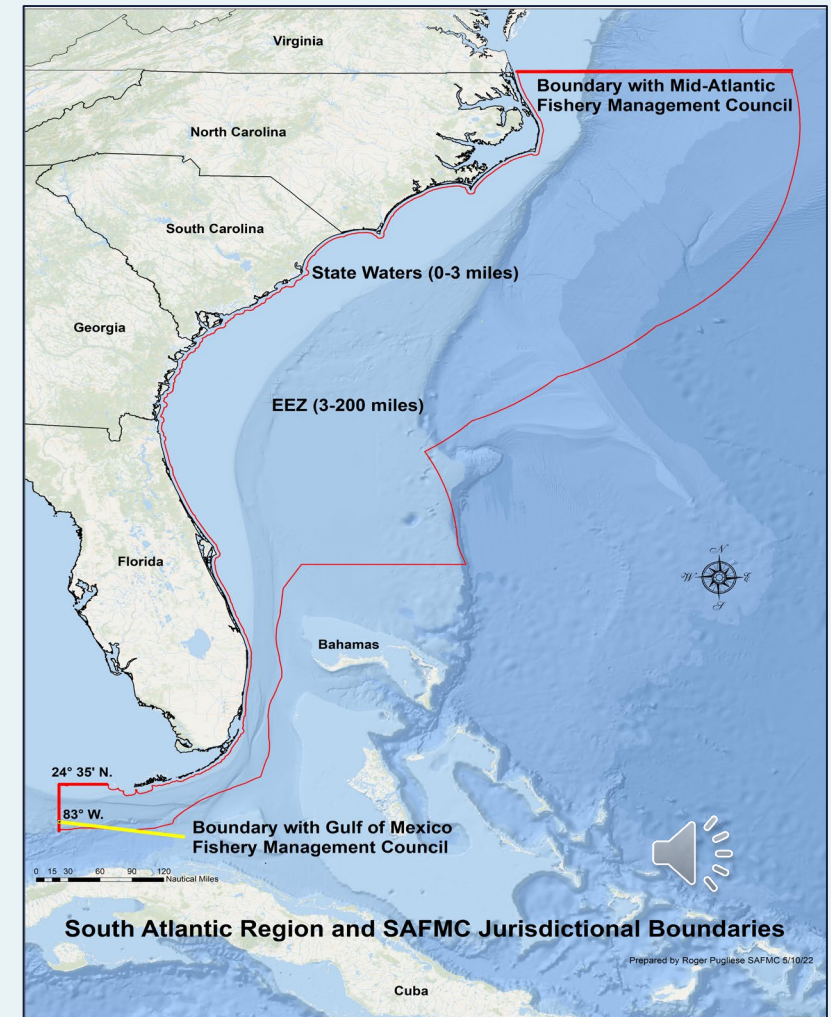 Virginia
Boundary with Mid-Atlantic
Fishery Management Council
North Carolina
South Carolina
State Waters (0-3 miles)
Georgia
EEZ (3-200 miles)
Florida
N
W
E
S
Bahamas
24° 35' N.
83° W.
Boundary with Gulf of Mexico
Fishery Management Council
0 15 30 60 90 120
Nautical Miles
South Atlantic Region and SAFMC Jurisdictional Boundaries
Prepared by Roger Pugliese SAFMC 5/10/22
Cuba